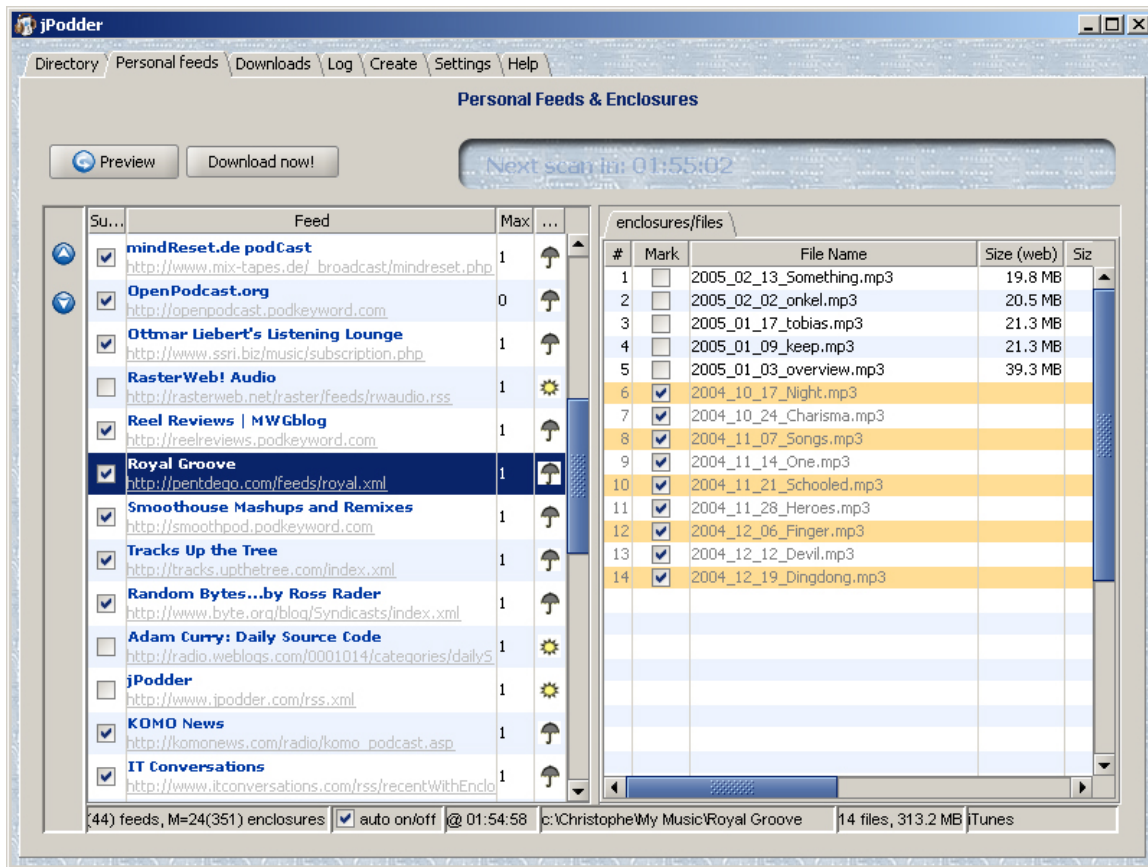 jPodder
Directory Personal feeds Downloads Log Create Settings Help
Personal Feeds & Enclosures
Preview Download now! Next scan in: 01:55:02
Su... Feed Max ...
mindReset.de podCast
http://www.mix-tapes.de/_broadcast/mindreset.php 1
OpenPodcast.org
http://openpodcast.podkeyword.com 0
Ottmar Liebert's Listening Lounge
http://www.ssri.biz/music/subscription.php 1
RasterWeb! Audio
http://rasterweb.net/raster/feeds/rwaudio.rss 1
Reel Reviews | MWGblog
http://reelreviews.podkeyword.com 1
Royal Groove
http://pentdego.com/feeds/royal.xml 1
Smoothouse Mashups and Remixes
http://smoothpod.podkeyword.com 1
Tracks Up the Tree
http://tracks.upthetree.com/index.xml 1
Random Bytes...by Ross Rader
http://www.byte.org/blog/Syndicasts/index.xml 1
Adam Curry: Daily Source Code
http://radio.weblogs.com/0001014/categories/dailyS 1
jPodder
http://www.jpodder.com/rss.xml 1
KOMO News
http://komonews.com/radio/komo_podcast.asp 1
IT Conversations
http://www.itconversations.com/rss/recentWithEnclo 1
enclosures/files
# Mark File Name Size (web) Siz
1 2005_02_13_Something.mp3 19.8 MB
2 2005_02_02_onkel.mp3 20.5 MB
3 2005_01_17_tobias.mp3 21.3 MB
4 2005_01_09_keep.mp3 21.3 MB
5 2005_01_03_overview.mp3 39.3 MB
6 2004_10_17_Night.mp3
7 2004_10_24_Charisma.mp3
8 2004_11_07_Songs.mp3
9 2004_11_14_One.mp3
10 2004_11_21_Schooled.mp3
11 2004_11_28_Heroes.mp3
12 2004_12_06_Finger.mp3
13 2004_12_12_Devil.mp3
14 2004_12_19_Dingdong.mp3
(44) feeds, M=24(351) enclosures auto on/off @ 01:54:58 c:\Christophe\My Music\Royal Groove 14 files, 313.2 MB iTunes